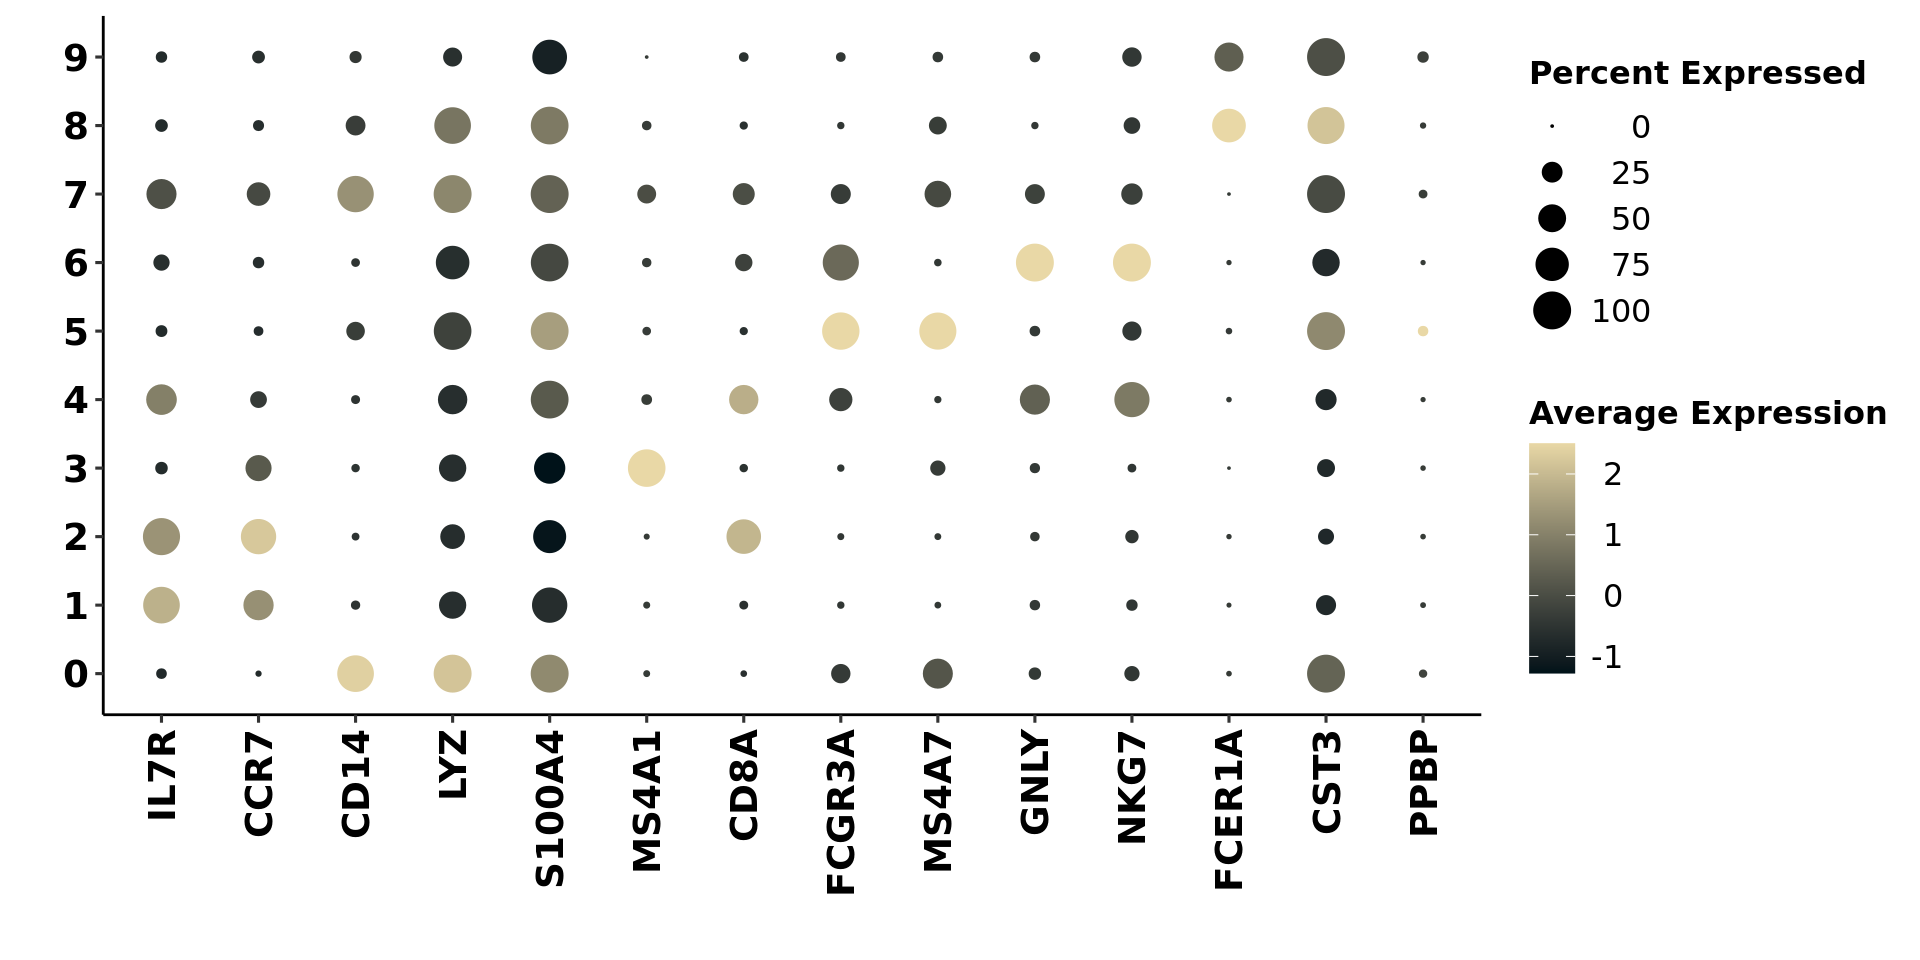 9
8
7
6
5
4
3
2
1
0
IL7R
CCR7
CD14
LYZ
S100A4
MS4A1
CD8A
FCGR3A
MS4A7
GNLY
NKG7
FCER1A
CST3
PPBP
Percent Expressed
0
25
50
75
100
Average Expression
2
1
0
-1